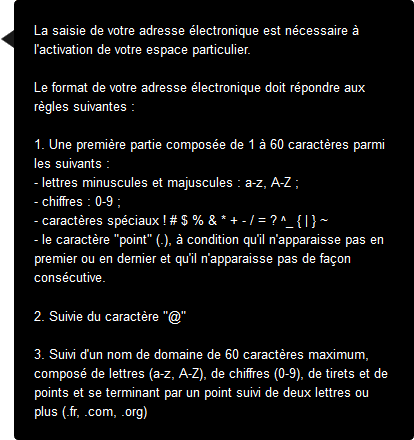 La saisie de votre adresse électronique est nécessaire à
l'activation de votre espace particulier.
Le format de votre adresse électronique doit répondre aux
règles suivantes :
1. Une première partie composée de 1 à 60 caractères parmi
les suivants :
- lettres minuscules et majuscules : a-z, A-Z ;
- chiffres : 0-9 ;
- caractères spéciaux ! # $ % & * + - / = ? ^_ { | } ~
- le caractère "point" (.), à condition qu'il n'apparaisse pas en
premier ou en dernier et qu'il n'apparaisse pas de façon
consécutive.
2. Suivie du caractère "@"
3. Suivi d'un nom de domaine de 60 caractères maximum,
composé de lettres (a-z, A-Z), de chiffres (0-9), de tirets et de
points et se terminant par un point suivi de deux lettres ou
plus (.fr, .com, .org)